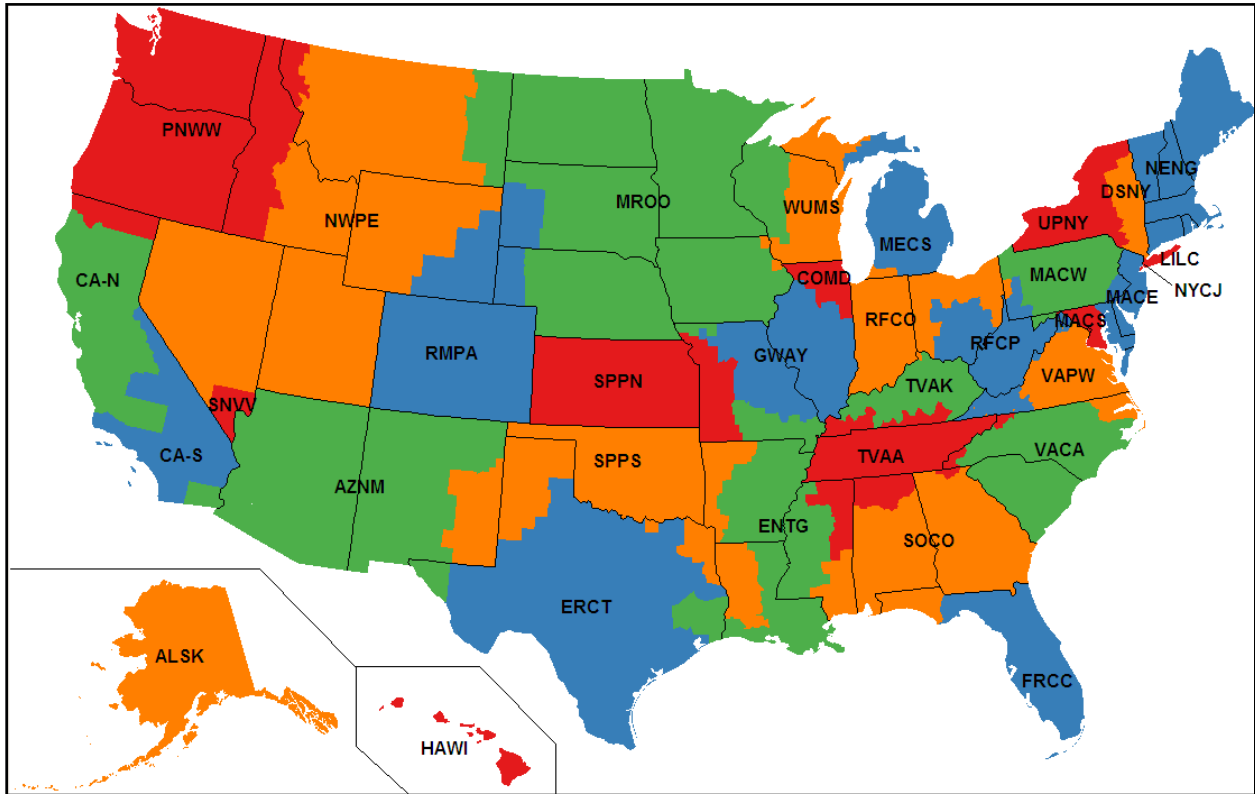 PNWW
NENG
DSNY
MROO
WUMS
NWPE
UPNY
MECS
LILC
CA-N
COMD
MACW
NYCJ
MACE
RFCO
MACS
RMPA
GWAY
RFCP
SPPN
TVAK
VAPW
SNVV
CA-S
SPPS
TVAA
VACA
AZNM
ENTG
SOCO
ERCT
ALSK
FRCC
HAWI